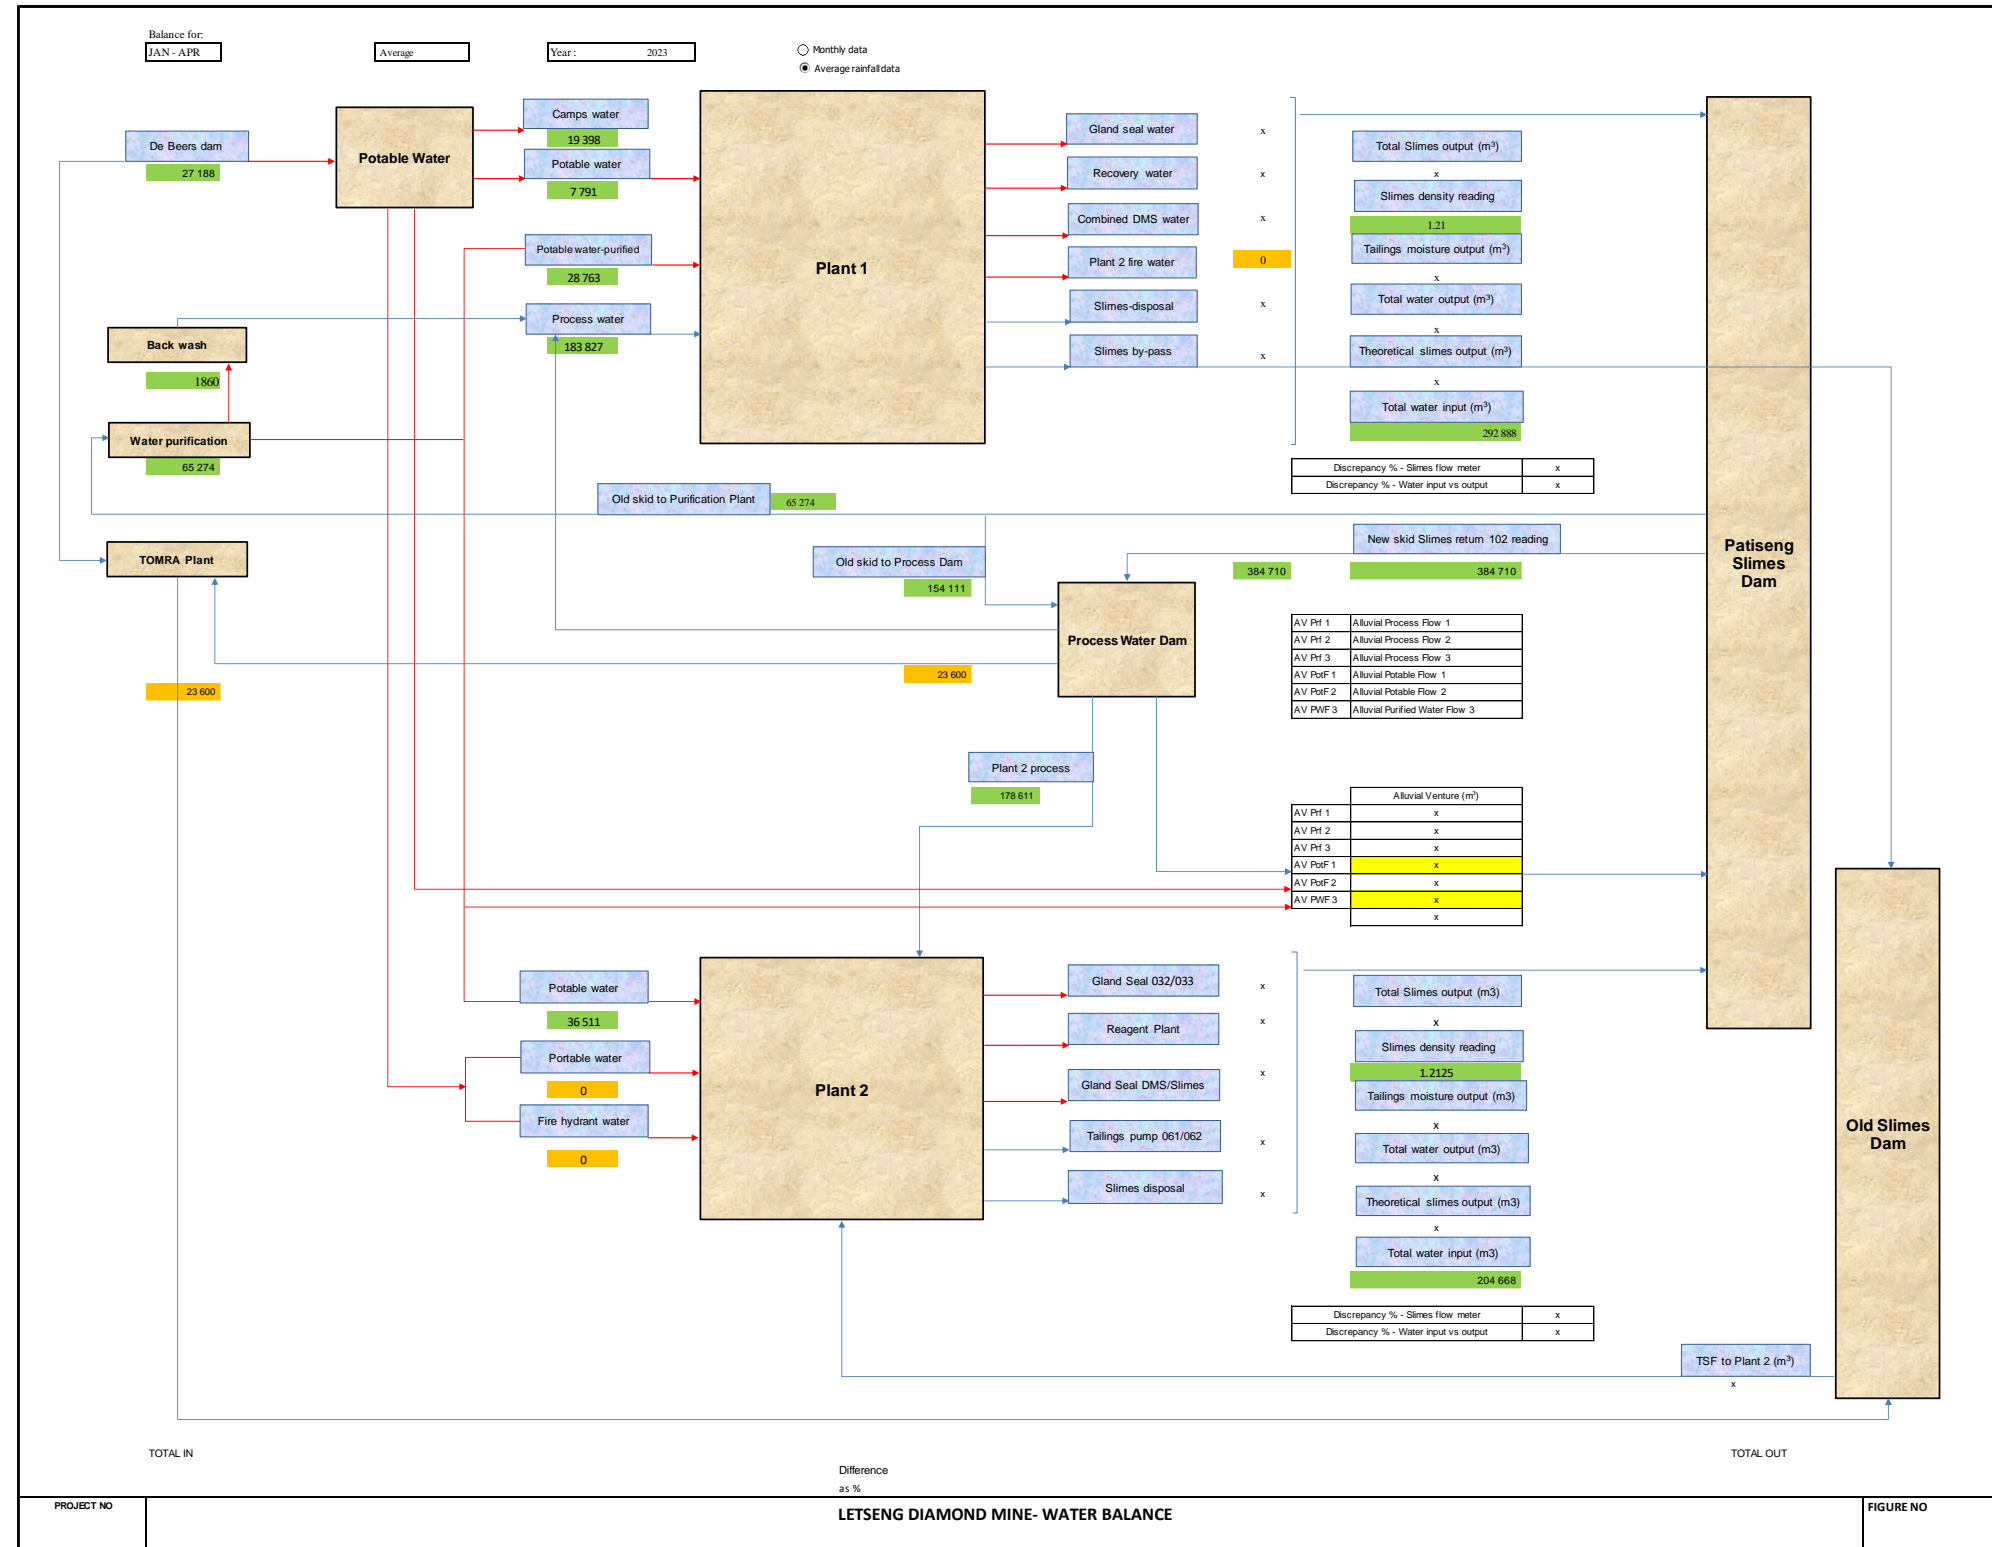 Balance for:
JAN - APR
Average
Year : 2023
Monthly data
Average rainfall data
De Beers dam
27 188
Potable Water
Camps water
19 398
Potable water
7 791
Potable water-purified
28 763
Process water
183 827
Back wash
1860
Water purification
65 274
TOMRA Plant
23 600
Plant 1
Gland seal water
x
Recovery water
x
Combined DMS water
x
Plant 2 fire water
0
Slimes-disposal
x
Slimes by-pass
x
Total Slimes output (m³)
x
Slimes density reading
1.21
Tailings moisture output (m³)
x
Total water output (m³)
x
Theoretical slimes output (m³)
x
Total water input (m³)
292 888
Discrepancy % - Slimes flow meter x
Discrepancy % - Water input vs output x
Old skid to Purification Plant
65 274
Old skid to Process Dam
154 111
New skid Slimes return 102 reading
384 710
384 710
Process Water Dam
23 600
Patiseng
Slimes
Dam
AV Prf 1 Alluvial Process Flow 1
AV Prf 2 Alluvial Process Flow 2
AV Prf 3 Alluvial Process Flow 3
AV PotF 1 Alluvial Potable Flow 1
AV PotF 2 Alluvial Potable Flow 2
AV PWF 3 Alluvial Purified Water Flow 3
Plant 2 process
178 611
Alluvial Venture (m³)
AV Prf 1 x
AV Prf 2 x
AV Prf 3 x
AV PotF 1 x
AV PotF 2 x
AV PWF 3 x
x
Potable water
36 511
Portable water
0
Fire hydrant water
0
Plant 2
Gland Seal 032/033
x
Reagent Plant
x
Gland Seal DMS/Slimes
x
Tailings pump 061/062
x
Slimes disposal
x
Total Slimes output (m3)
x
Slimes density reading
1.2125
Tailings moisture output (m3)
x
Total water output (m3)
x
Theoretical slimes output (m3)
x
Total water input (m3)
204 668
Discrepancy % - Slimes flow meter x
Discrepancy % - Water input vs output x
Old Slimes
Dam
TSF to Plant 2 (m³)
x
TOTAL IN
TOTAL OUT
Difference
as %
PROJECT NO
LETSENG DIAMOND MINE- WATER BALANCE
FIGURE NO